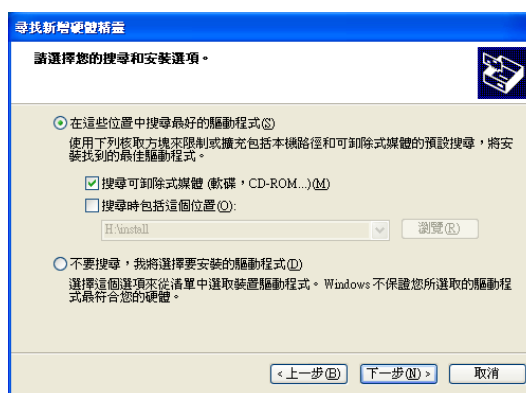 尋找新增硬體精靈
請選擇您的搜尋和安裝選項。
在這些位置中搜尋最好的驅動程式(S)
使用下列核取方塊來限制或擴充包括本機路徑和可卸除式媒體的預設搜尋，將安
裝找到的最佳驅動程式。
搜尋可卸除式媒體 (軟碟，CD-ROM...)(M)
搜尋時包括這個位置(O):
H:\install
瀏覽(R)
不要搜尋，我將選擇要安裝的驅動程式(D)
選擇這個選項來從清單中選取裝置驅動程式。Windows 不保證您所選取的驅動程
式最符合您的硬體。
< 上一步(B)
下一步(N) >
取消